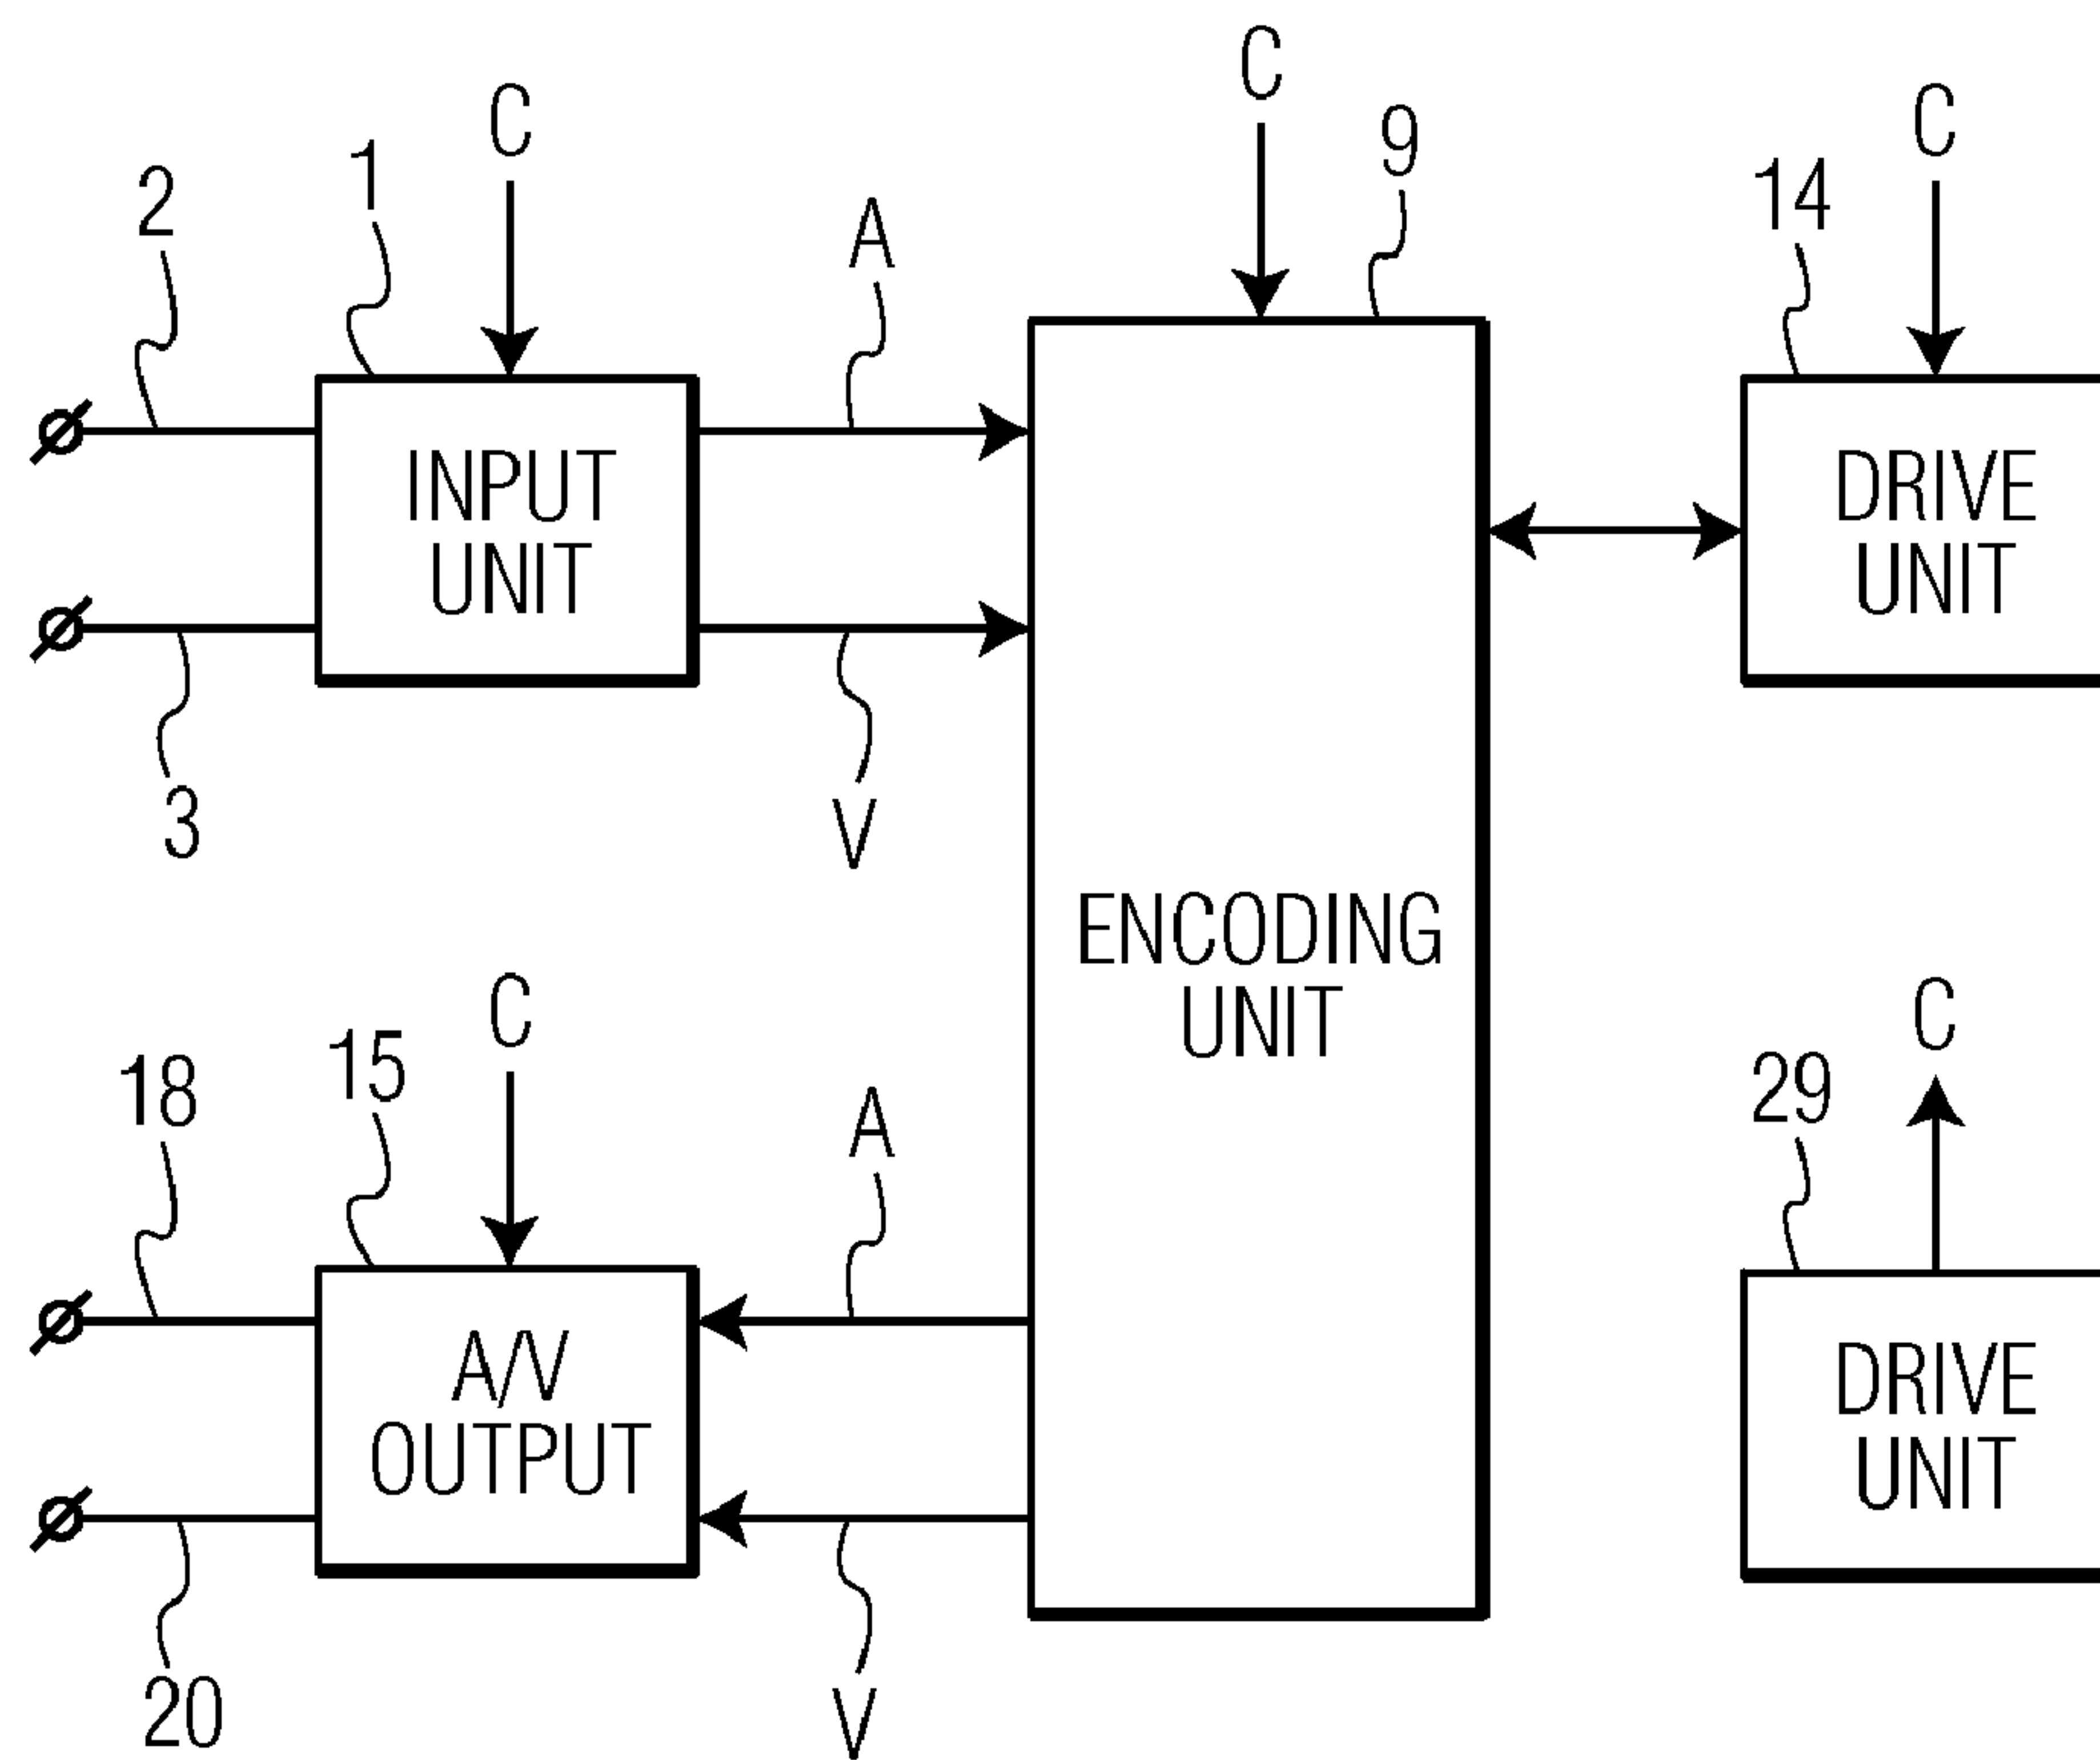 C
C
C
9
1
14
2
A
INPUT
UNIT
DRIVE
UNIT
3
V
ENCODING
UNIT
C
C
15
18
29
A
A/V
OUTPUT
DRIVE
UNIT
20
V